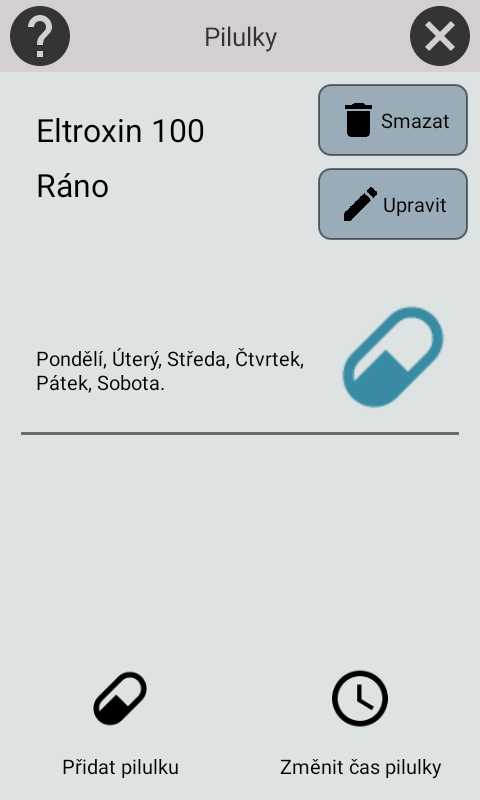 Pilulky
Eltroxin 100
Smazat
Ráno
Upravit
Pondělí, Úterý, Středa, Čtvrtek,
Pátek, Sobota.
Přidat pilulku
Změnit čas pilulky